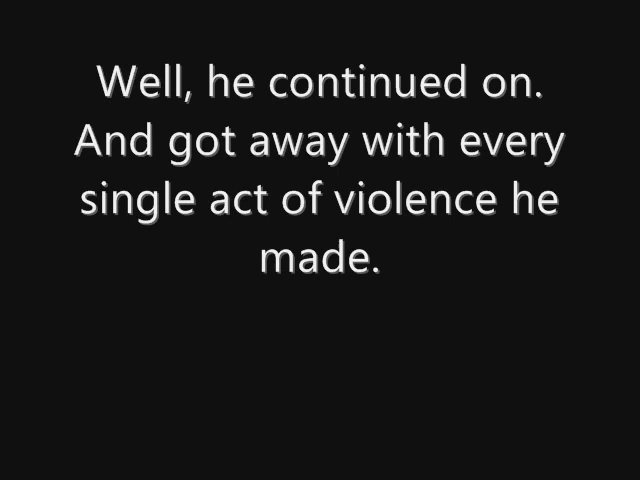 Well, he continued on.
And got away with every
single act of violence he
made.